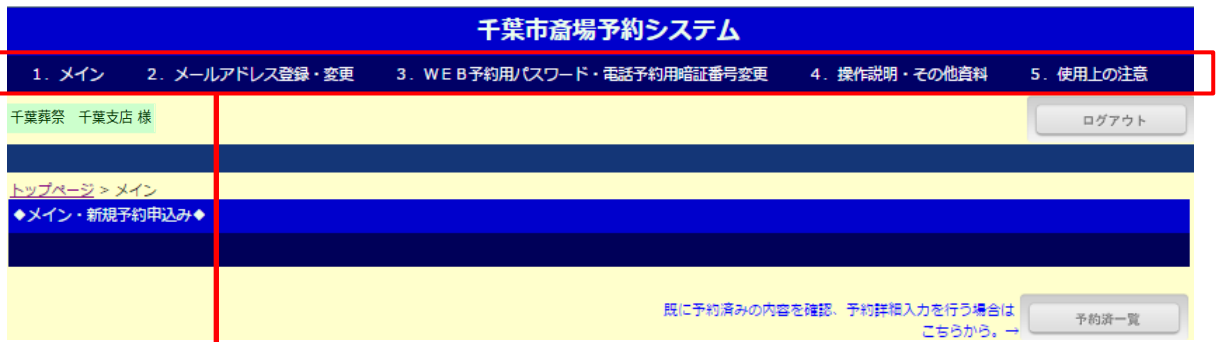 千葉市斎場予約システム
1．メイン　2．メールアドレス登録・変更　3．WEB予約用パスワード・電話予約用暗証番号変更　4．操作説明・その他資料　5．使用上の注意
千葉葬祭　千葉支店 様
ログアウト
トップページ > メイン
◆メイン・新規予約申込み◆
既に予約済みの内容を確認、予約詳細入力を行う場合は
こちらから。→
予約済一覧